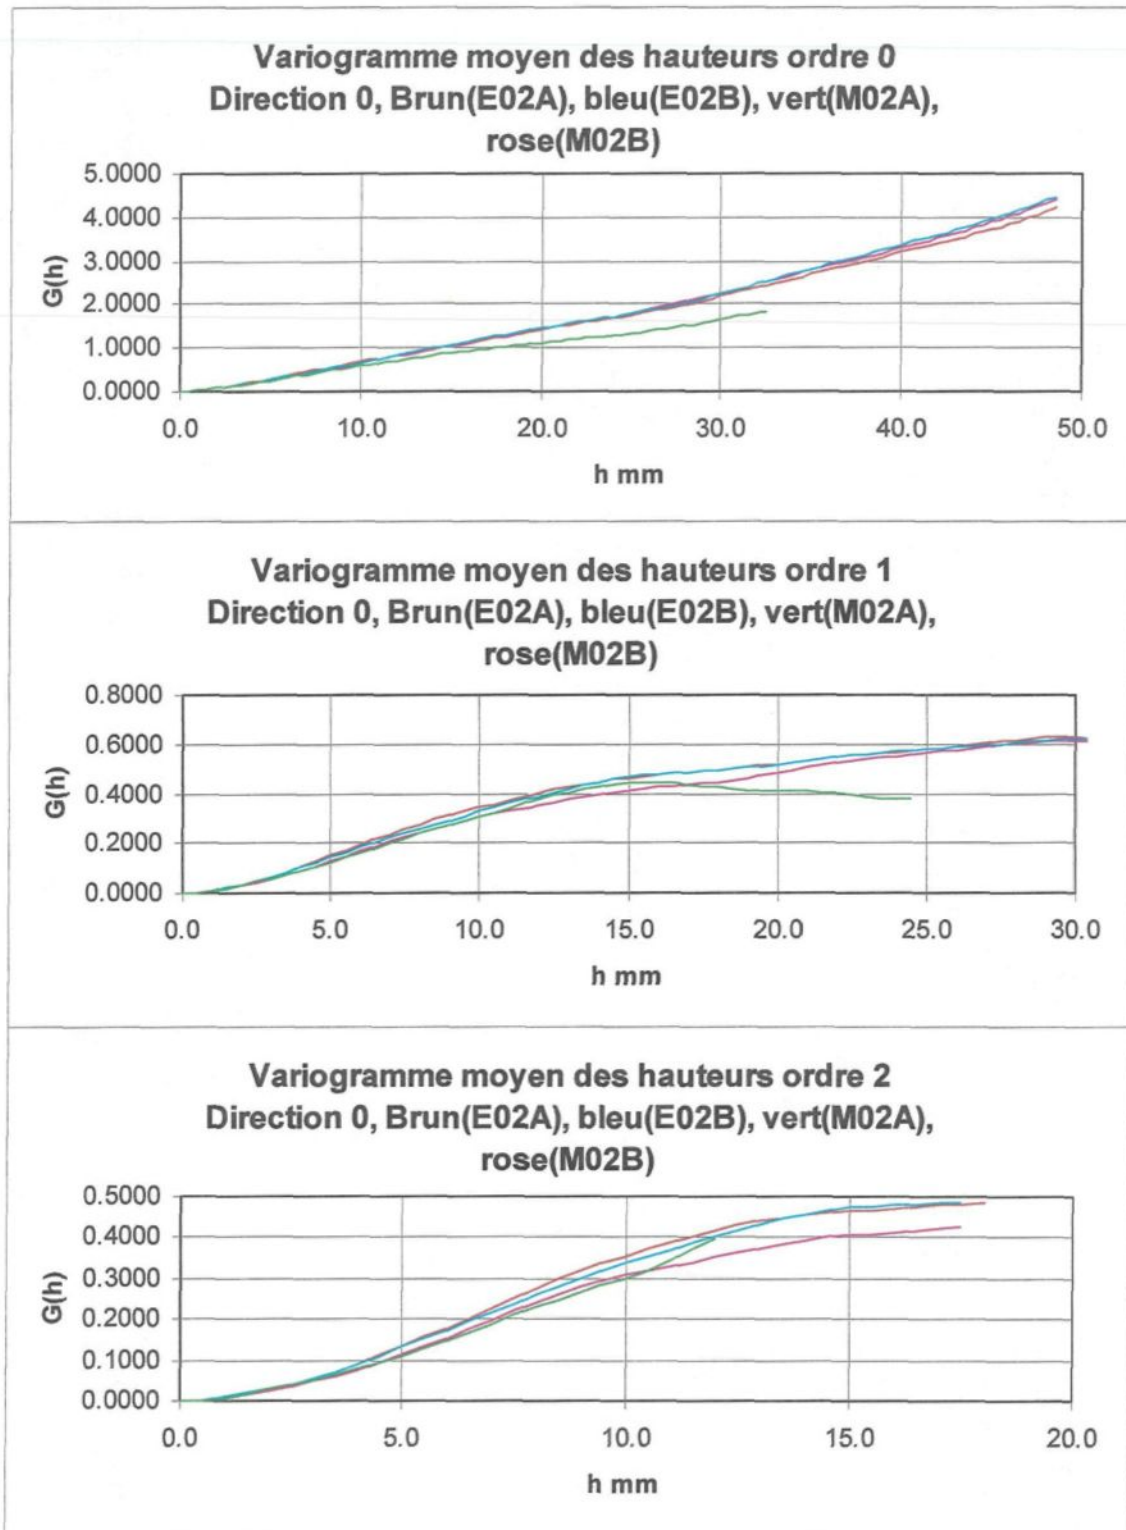 Variogramme moyen des hauteurs ordre 0
Direction 0, Brun(E02A), bleu(E02B), vert(M02A),
rose(M02B)
5.0000
4.0000
3.0000
2.0000
1.0000
0.0000
G(h)
0.0 10.0 20.0 30.0 40.0 50.0
h mm
Variogramme moyen des hauteurs ordre 1
Direction 0, Brun(E02A), bleu(E02B), vert(M02A),
rose(M02B)
0.8000
0.6000
0.4000
0.2000
0.0000
G(h)
0.0 5.0 10.0 15.0 20.0 25.0 30.0
h mm
Variogramme moyen des hauteurs ordre 2
Direction 0, Brun(E02A), bleu(E02B), vert(M02A),
rose(M02B)
0.5000
0.4000
0.3000
0.2000
0.1000
0.0000
G(h)
0.0 5.0 10.0 15.0 20.0
h mm